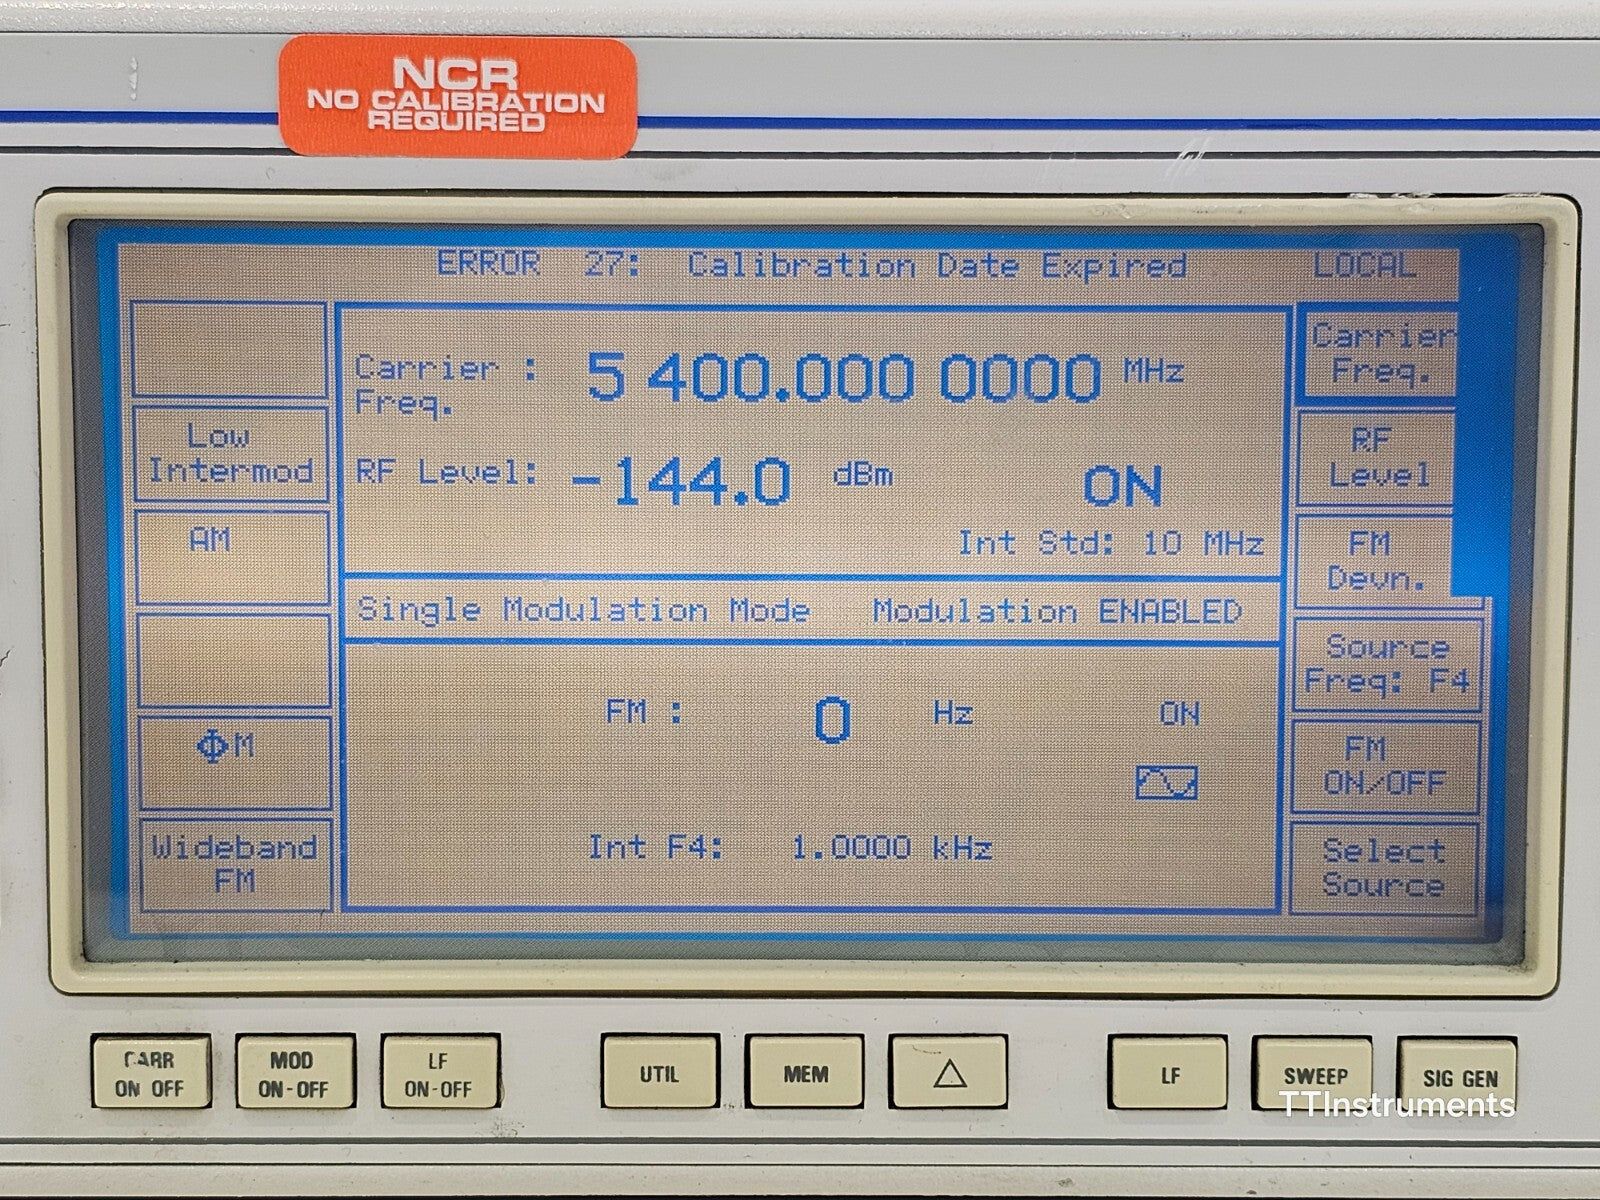 NCR
NO CALIBRATION
REQUIRED
ERROR 27: Calibration Date Expired LOCAL
Carrier : 5 400.000 0000 MHz
Freq.
RF Level: -144.0 dBm ON
Int Std: 10 MHz
Single Modulation Mode Modulation ENABLED
FM : 0 Hz ON
Int F4: 1.0000 kHz
Low
Intermod
AM
ΦM
Wideband
FM
Carrier
Freq.
RF
Level
FM
Devn.
Source
Freq: F4
FM
ON/OFF
Select
Source
CARR
ON OFF
MOD
ON-OFF
LF
ON-OFF
UTIL
MEM
△
LF
SWEEP
SIG GEN
TTInstruments